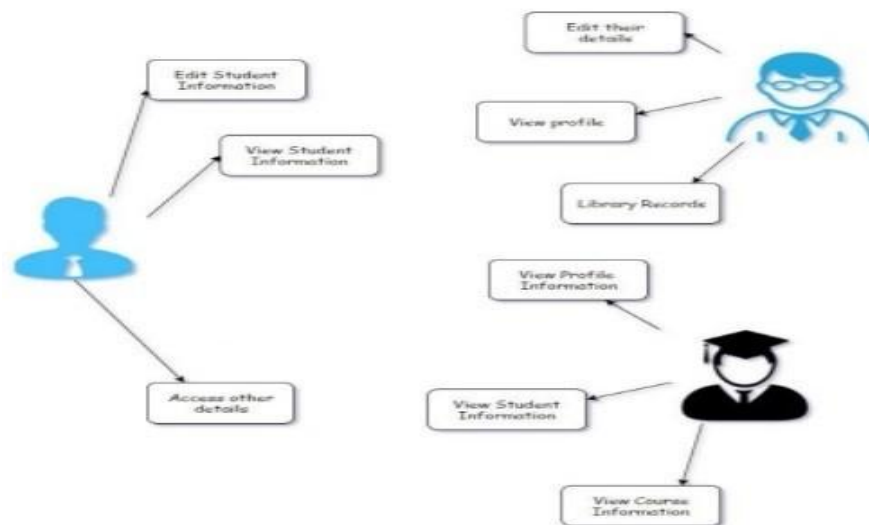 Edit their
details
Edit Student
Information
View profile
View Student
Information
Library Records
View Profile
Information
Access other
details
View Student
Information
View Course
Information